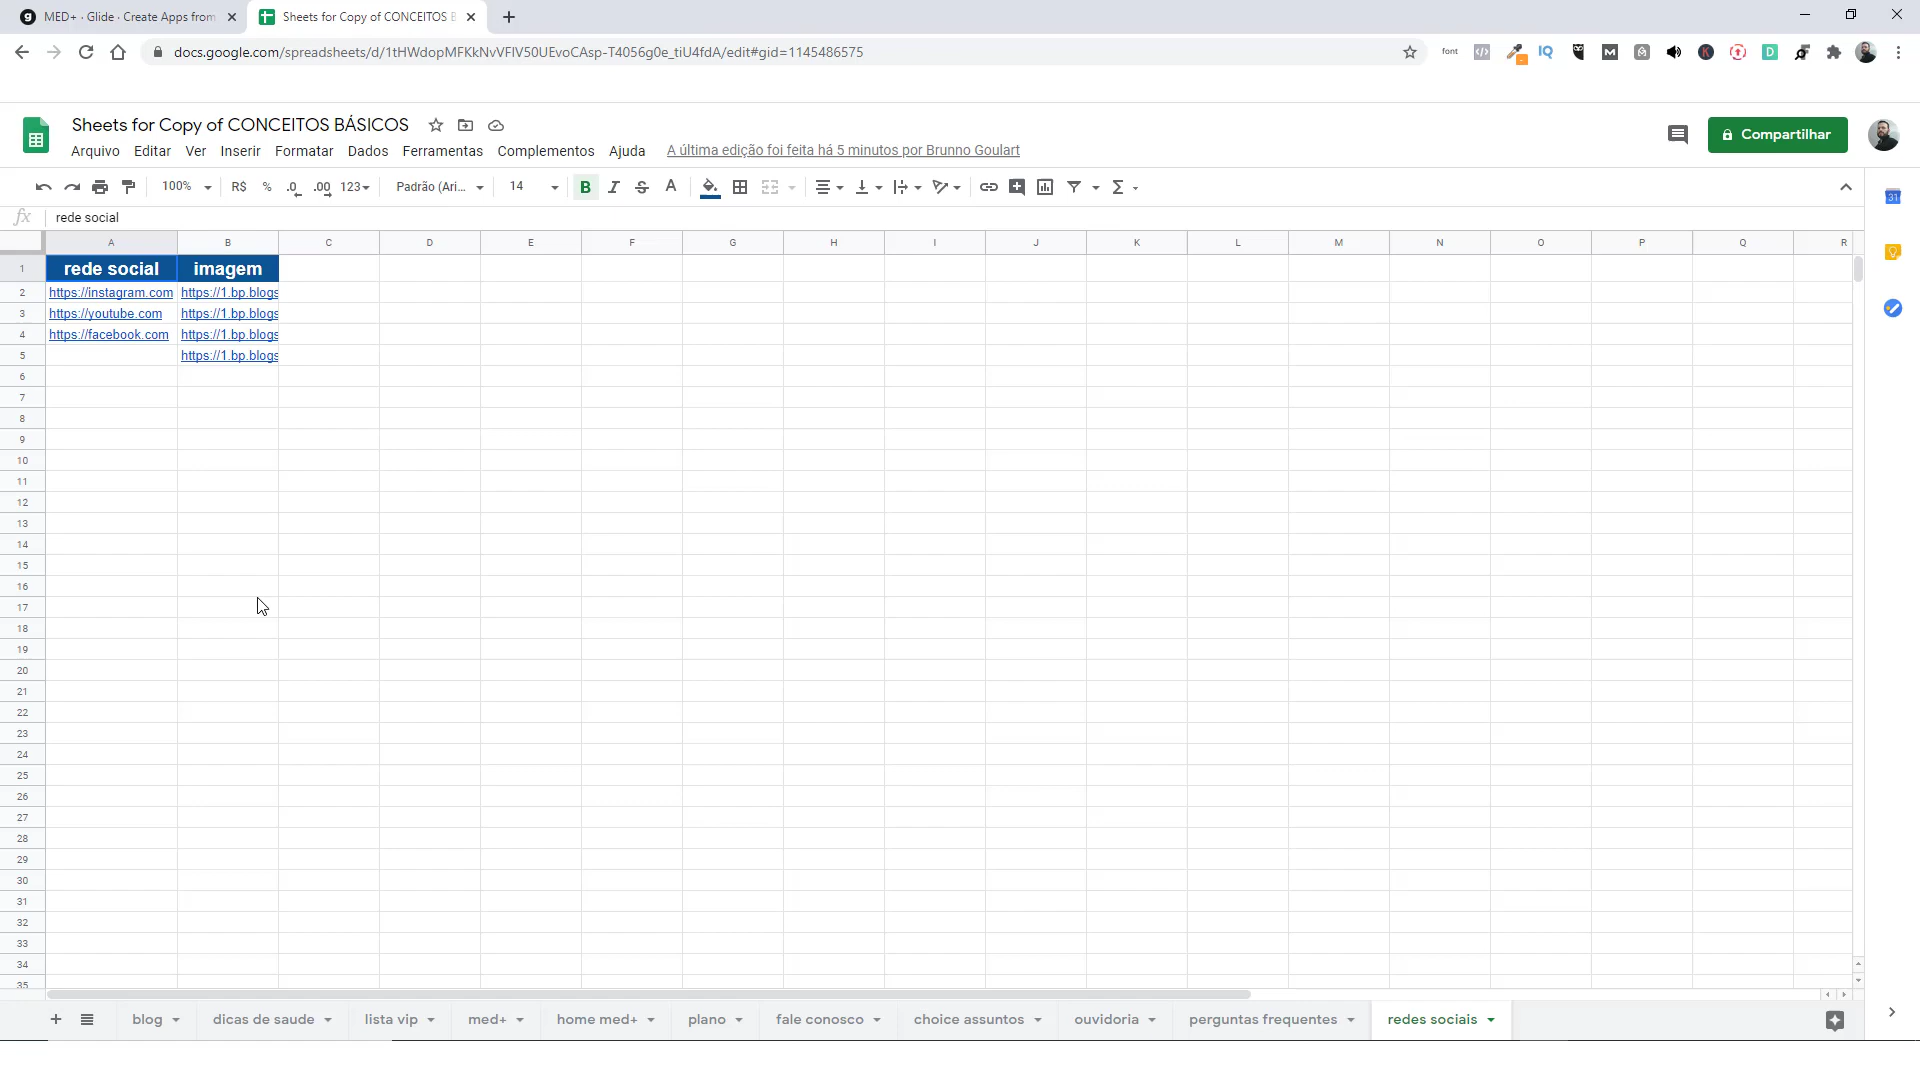 MED+ · Glide · Create Apps from
Sheets for Copy of CONCEITOS B
docs.google.com/spreadsheets/d/1tHWdopMFKkNvVFlV50UEvoCAsp-T4056g0e_tiU4fdA/edit#gid=1145486575
font
IQ
Sheets for Copy of CONCEITOS BÁSICOS
Compartilhar
Arquivo Editar Ver Inserir Formatar Dados Ferramentas Complementos Ajuda A última edição foi feita há 5 minutos por Brunno Goulart
100% R$ % .0 .00 123 Padrão (Ari... 14 B I S A Σ
31
fx rede social
A B C D E F G H I J K L M N O P Q R
1 rede social imagem
2 https://instagram.com https://1.bp.blogs
3 https://youtube.com https://1.bp.blogs
4 https://facebook.com https://1.bp.blogs
5 https://1.bp.blogs
6
7
8
9
10
11
12
13
14
15
16
17
18
19
20
21
22
23
24
25
26
27
28
29
30
31
32
33
34
35
blog dicas de saude lista vip med+ home med+ plano fale conosco choice assuntos ouvidoria perguntas frequentes redes sociais